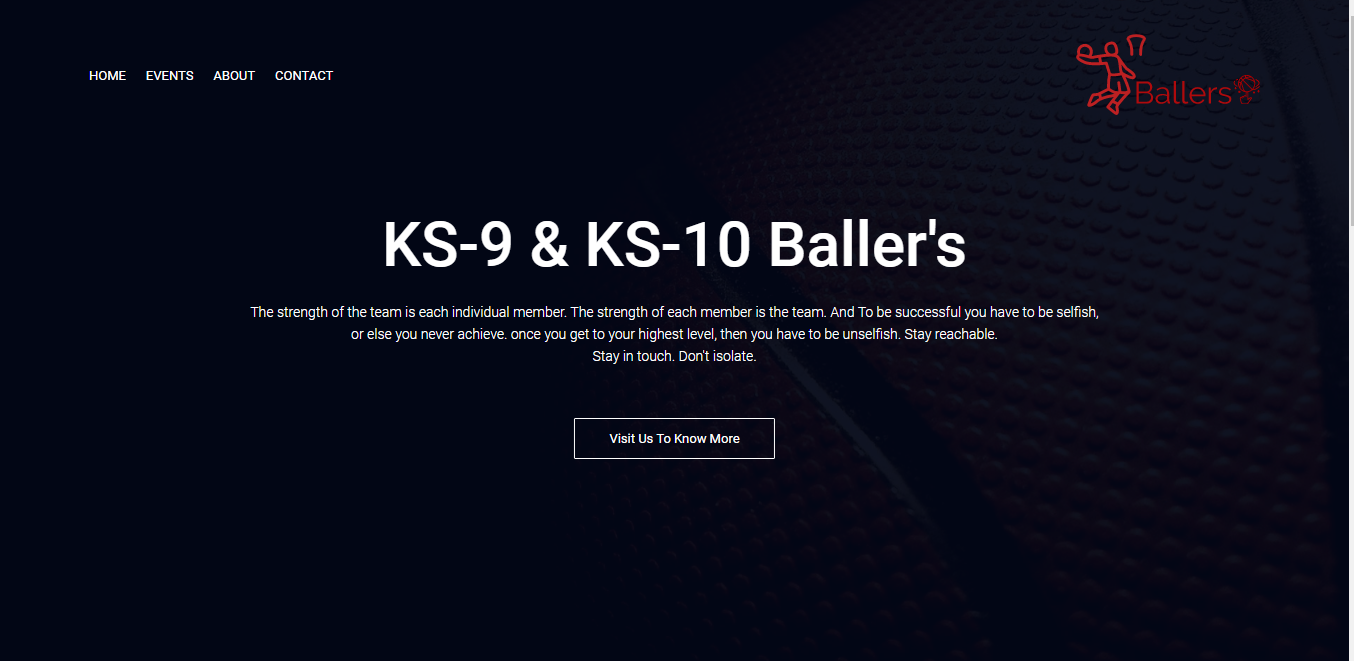 HOME EVENTS ABOUT CONTACT
Ballers
KS-9 & KS-10 Baller's
The strength of the team is each individual member. The strength of each member is the team. And To be successful you have to be selfish,
or else you never achieve. once you get to your highest level, then you have to be unselfish. Stay reachable.
Stay in touch. Don't isolate.
Visit Us To Know More